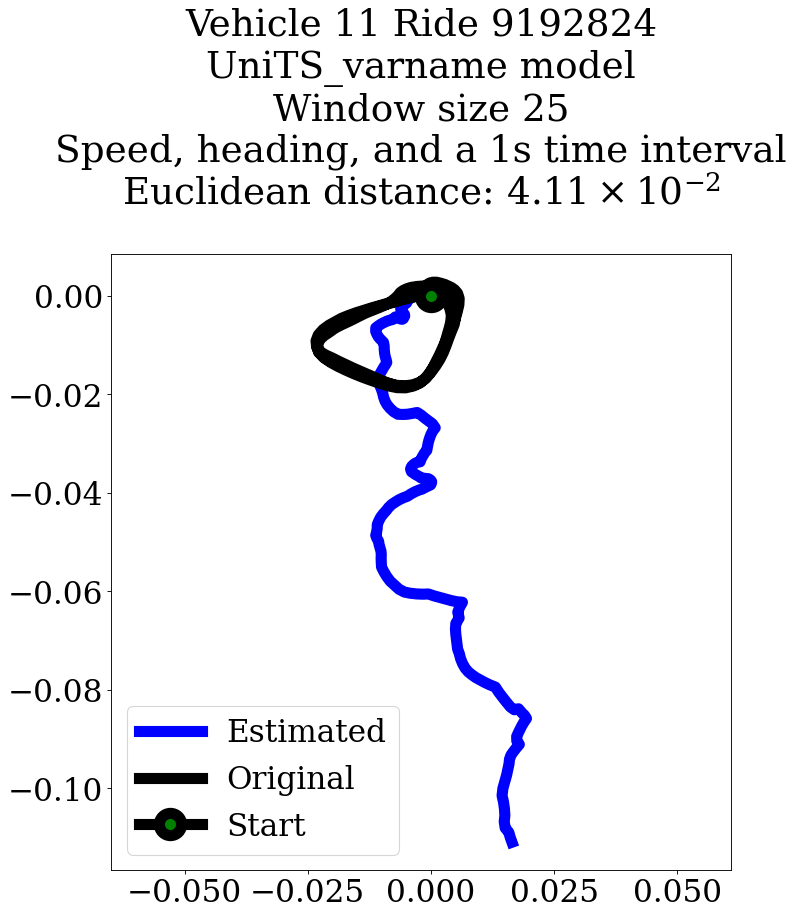 Vehicle 11 Ride 9192824
UniTS_varname model
Window size 25
Speed, heading, and a 1s time interval
Euclidean distance: 4.11 × 10⁻²
0.00
−0.02
−0.04
−0.06
−0.08
−0.10
Estimated
Original
Start
−0.050 −0.025 0.000 0.025 0.050